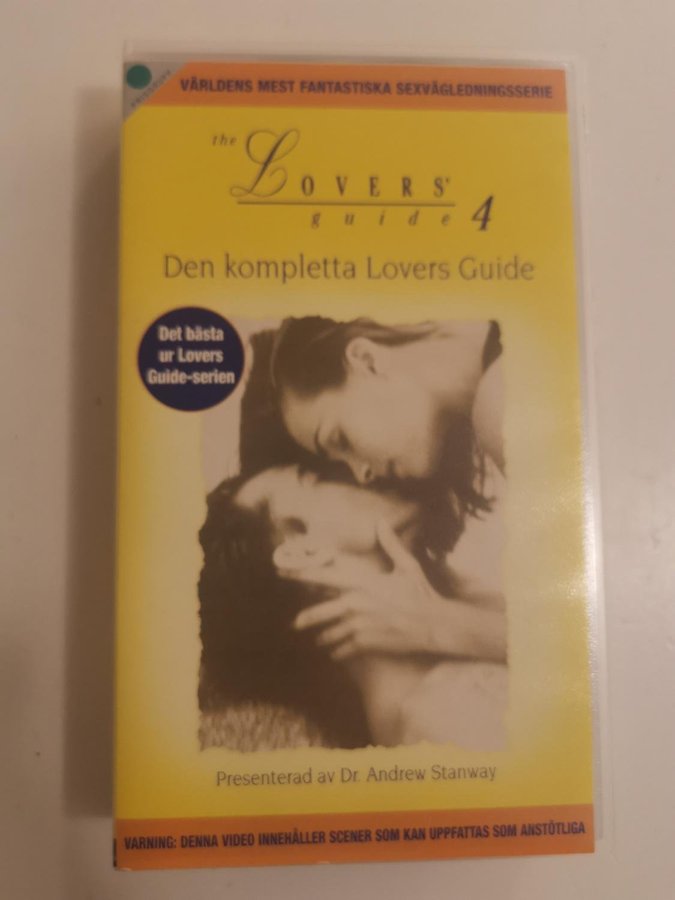 PRISGRUPP
VÄRLDENS MEST FANTASTISKA SEXVÄGLEDNINGSSERIE
the LOVERS'
guide 4
Den kompletta Lovers Guide
Det bästa
ur Lovers
Guide-serien
Presenterad av Dr. Andrew Stanway
VARNING: DENNA VIDEO INNEHÅLLER SCENER SOM KAN UPPFATTAS SOM ANSTÖTLIGA